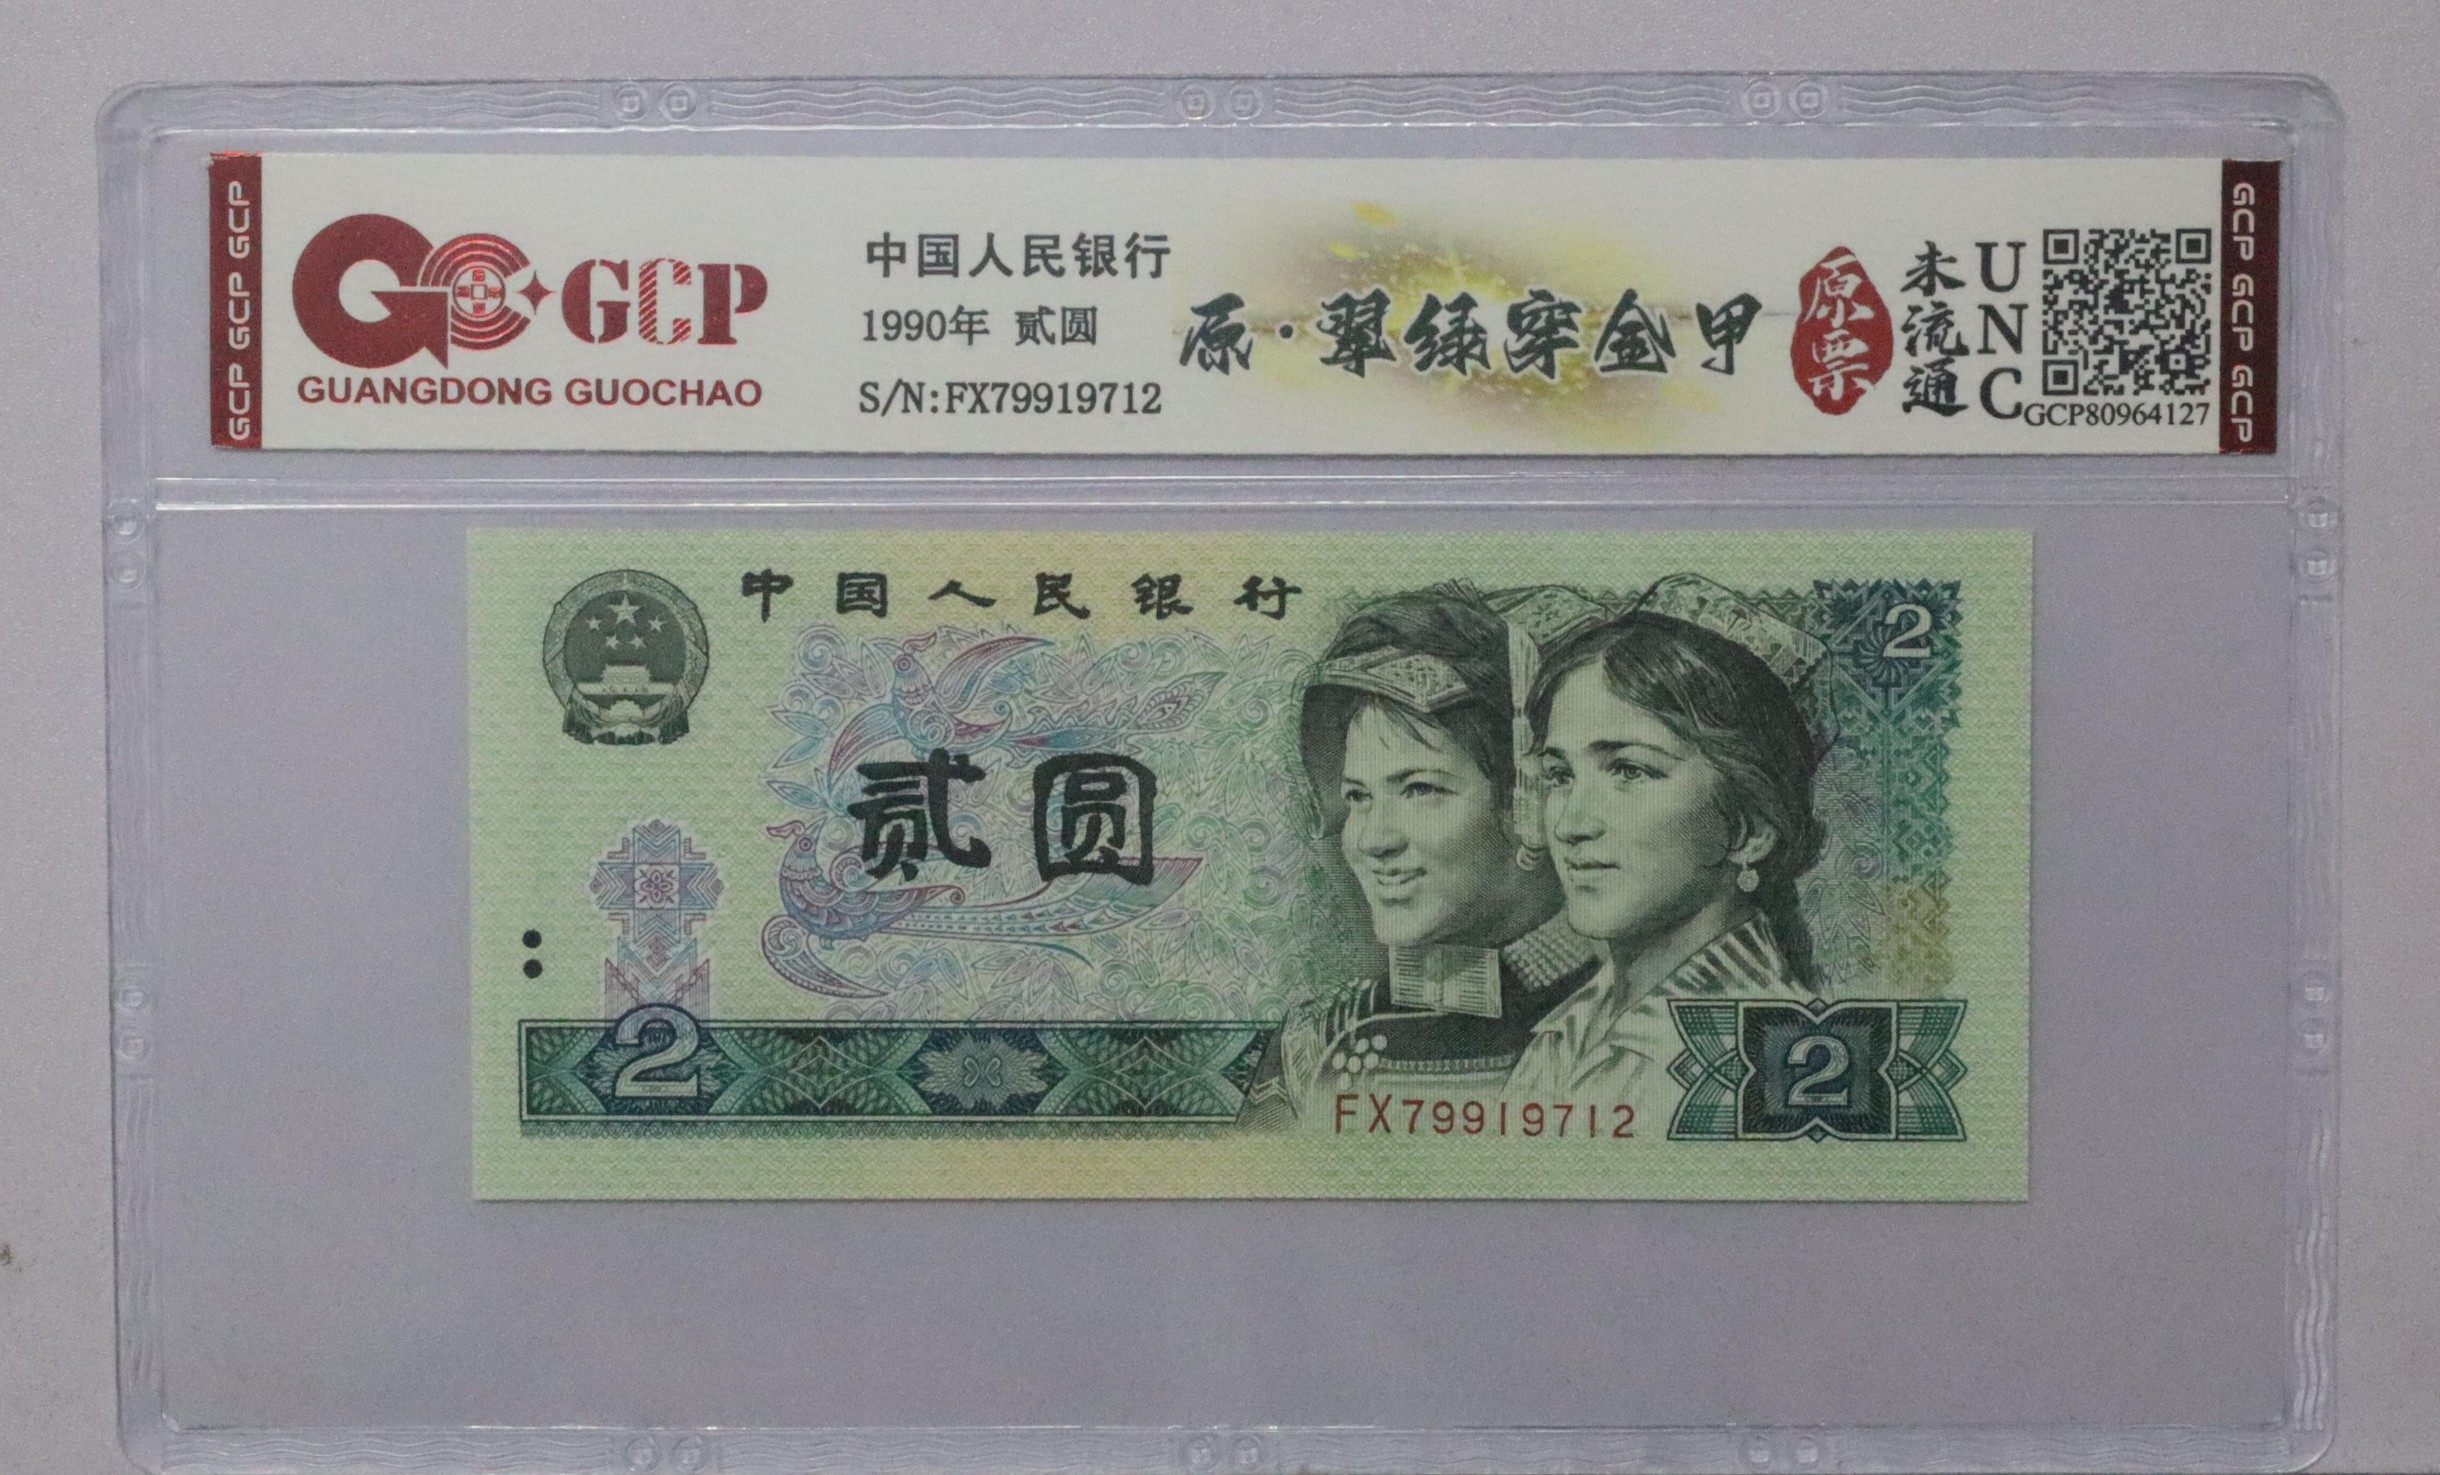 GCP GCP GCP
GCP
GUANGDONG GUOCHAO
中国人民银行
1990年 贰圆
S/N:FX79919712
原·翠绿穿金甲
原票
未流通
UNC
GCP80964127
GCP GCP GCP
中国人民银行
2
贰圆
2
2
FX79919712